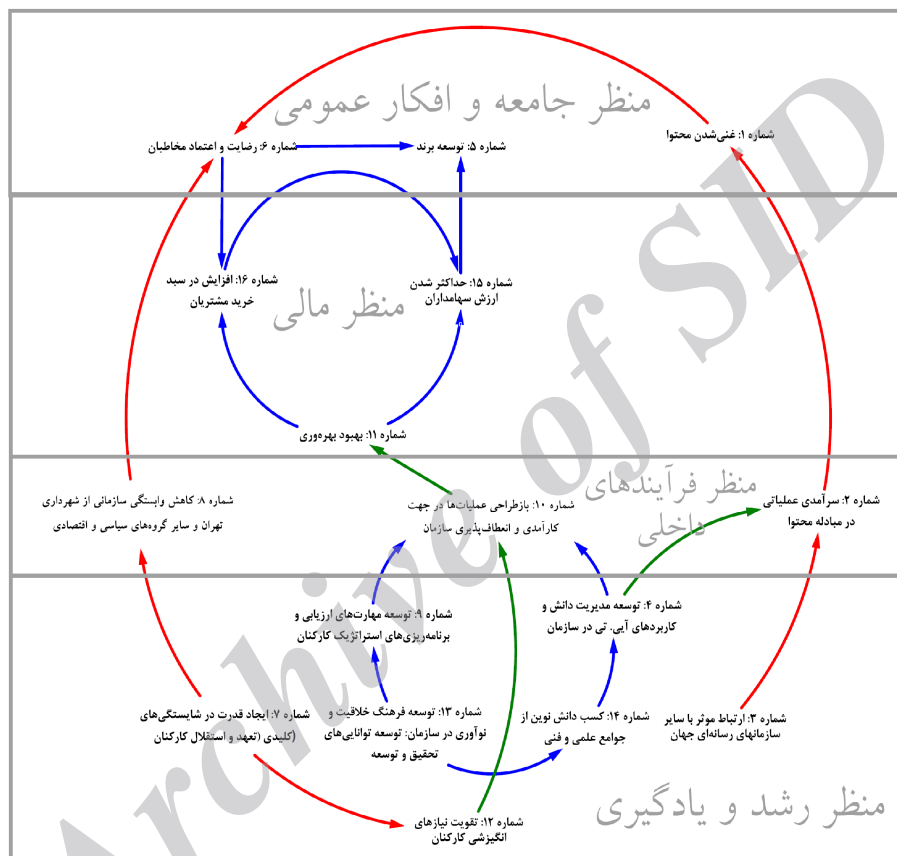 منظر جامعه و افکار عمومی
شماره ۱: غنی‌شدن محتوا
شماره ۵: توسعه برند
شماره ۶: رضایت و اعتماد مخاطبان
شماره ۱۵: حداکثر شدن
ارزش سهامداران
شماره ۱۶: افزایش در سبد
خرید مشتریان
منظر مالی
شماره ۱۱: بهبود بهره‌وری
منظر فرآیندهای
داخلی
شماره ۲: سرآمدی عملیاتی
در مبادله محتوا
شماره ۱۰: بازطراحی عملیات‌ها در جهت
کارآمدی و انعطاف‌پذیری سازمان
شماره ۸: کاهش وابستگی سازمانی از شهرداری
تهران و سایر گروه‌های سیاسی و اقتصادی
شماره ۴: توسعه مدیریت دانش و
کاربردهای آیی. تی در سازمان
شماره ۹: توسعه مهارت‌های ارزیابی و
برنامه‌ریزی‌های استراتژیک کارکنان
شماره ۳: ارتباط موثر با سایر
سازمانهای رسانه‌ای جهان
شماره ۱۴: کسب دانش نوین از
جوامع علمی و فنی
شماره ۱۳: توسعه فرهنگ خلاقیت و
نوآوری در سازمان: توسعه توانایی‌های
تحقیق و توسعه
شماره ۷: ایجاد قدرت در شایستگی‌های
کلیدی (تعهد و استقلال کارکنان)
منظر رشد و یادگیری
شماره ۱۲: تقویت نیازهای
انگیزشی کارکنان
Archive of SID